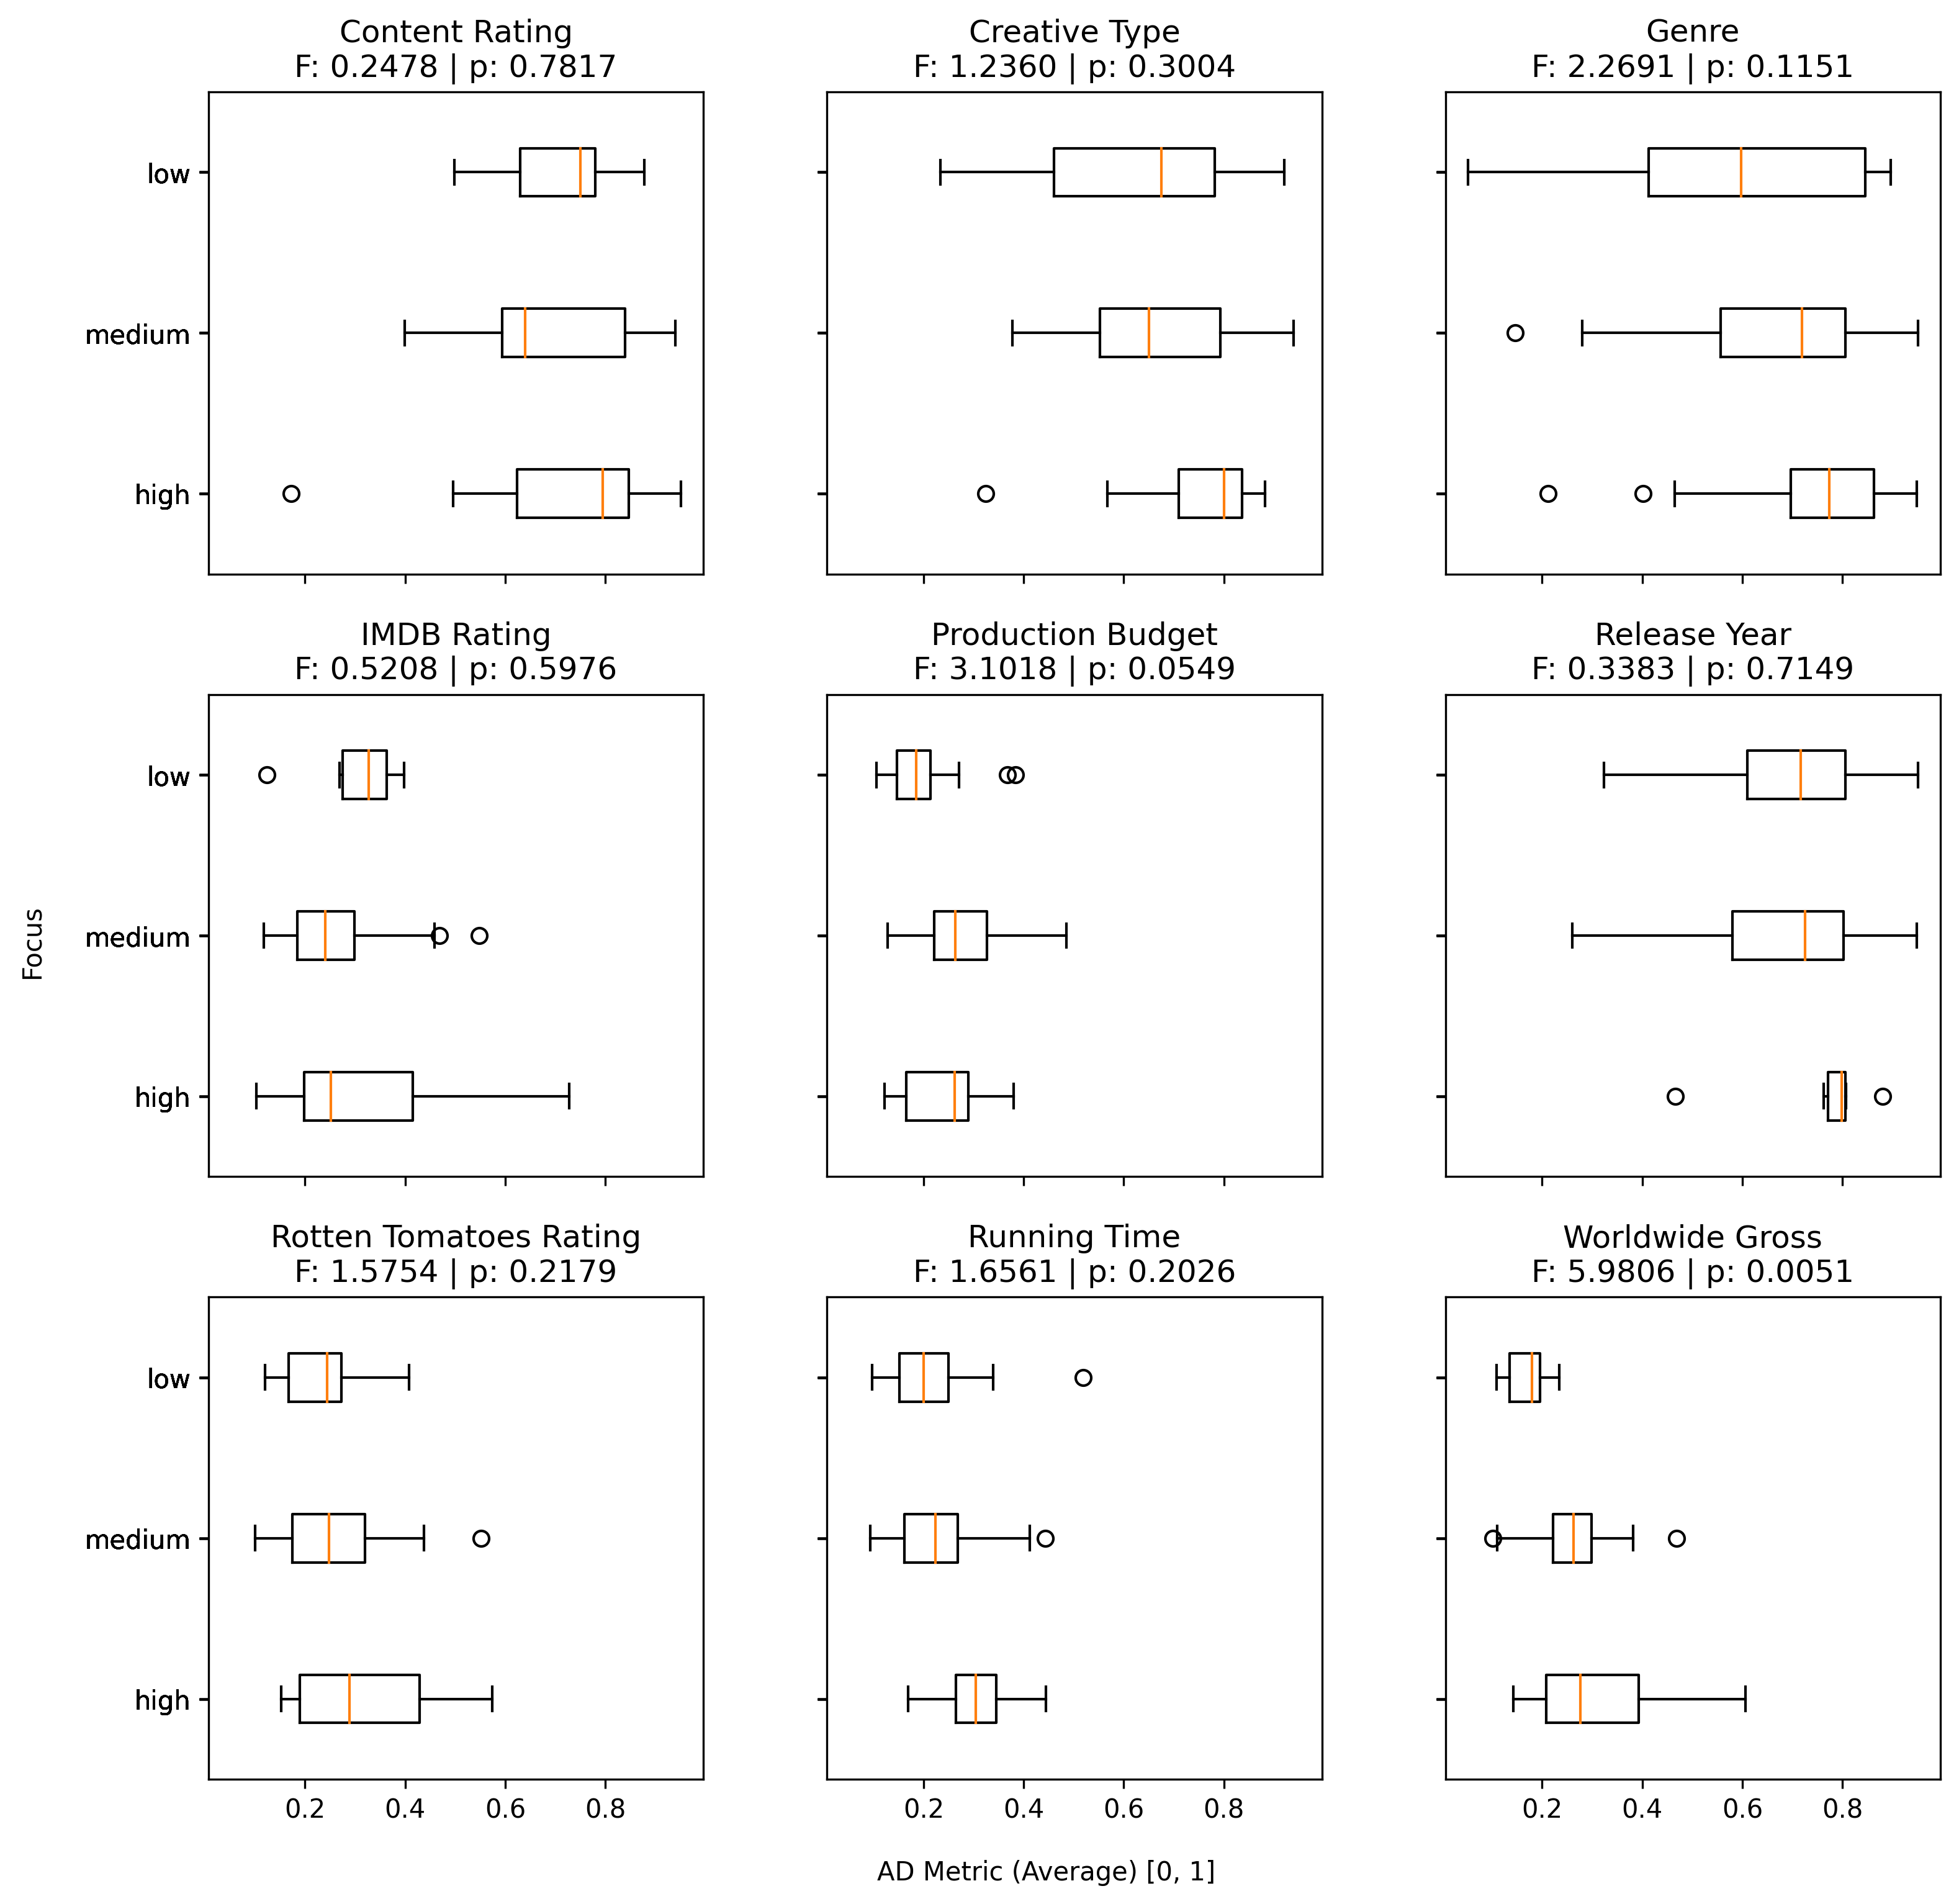 Content Rating
F: 0.2478 | p: 0.7817
Creative Type
F: 1.2360 | p: 0.3004
Genre
F: 2.2691 | p: 0.1151
low
medium
high
IMDB Rating
F: 0.5208 | p: 0.5976
Production Budget
F: 3.1018 | p: 0.0549
Release Year
F: 0.3383 | p: 0.7149
low
medium
high
Focus
Rotten Tomatoes Rating
F: 1.5754 | p: 0.2179
Running Time
F: 1.6561 | p: 0.2026
Worldwide Gross
F: 5.9806 | p: 0.0051
low
medium
high
0.2 0.4 0.6 0.8
0.2 0.4 0.6 0.8
0.2 0.4 0.6 0.8
AD Metric (Average) [0, 1]